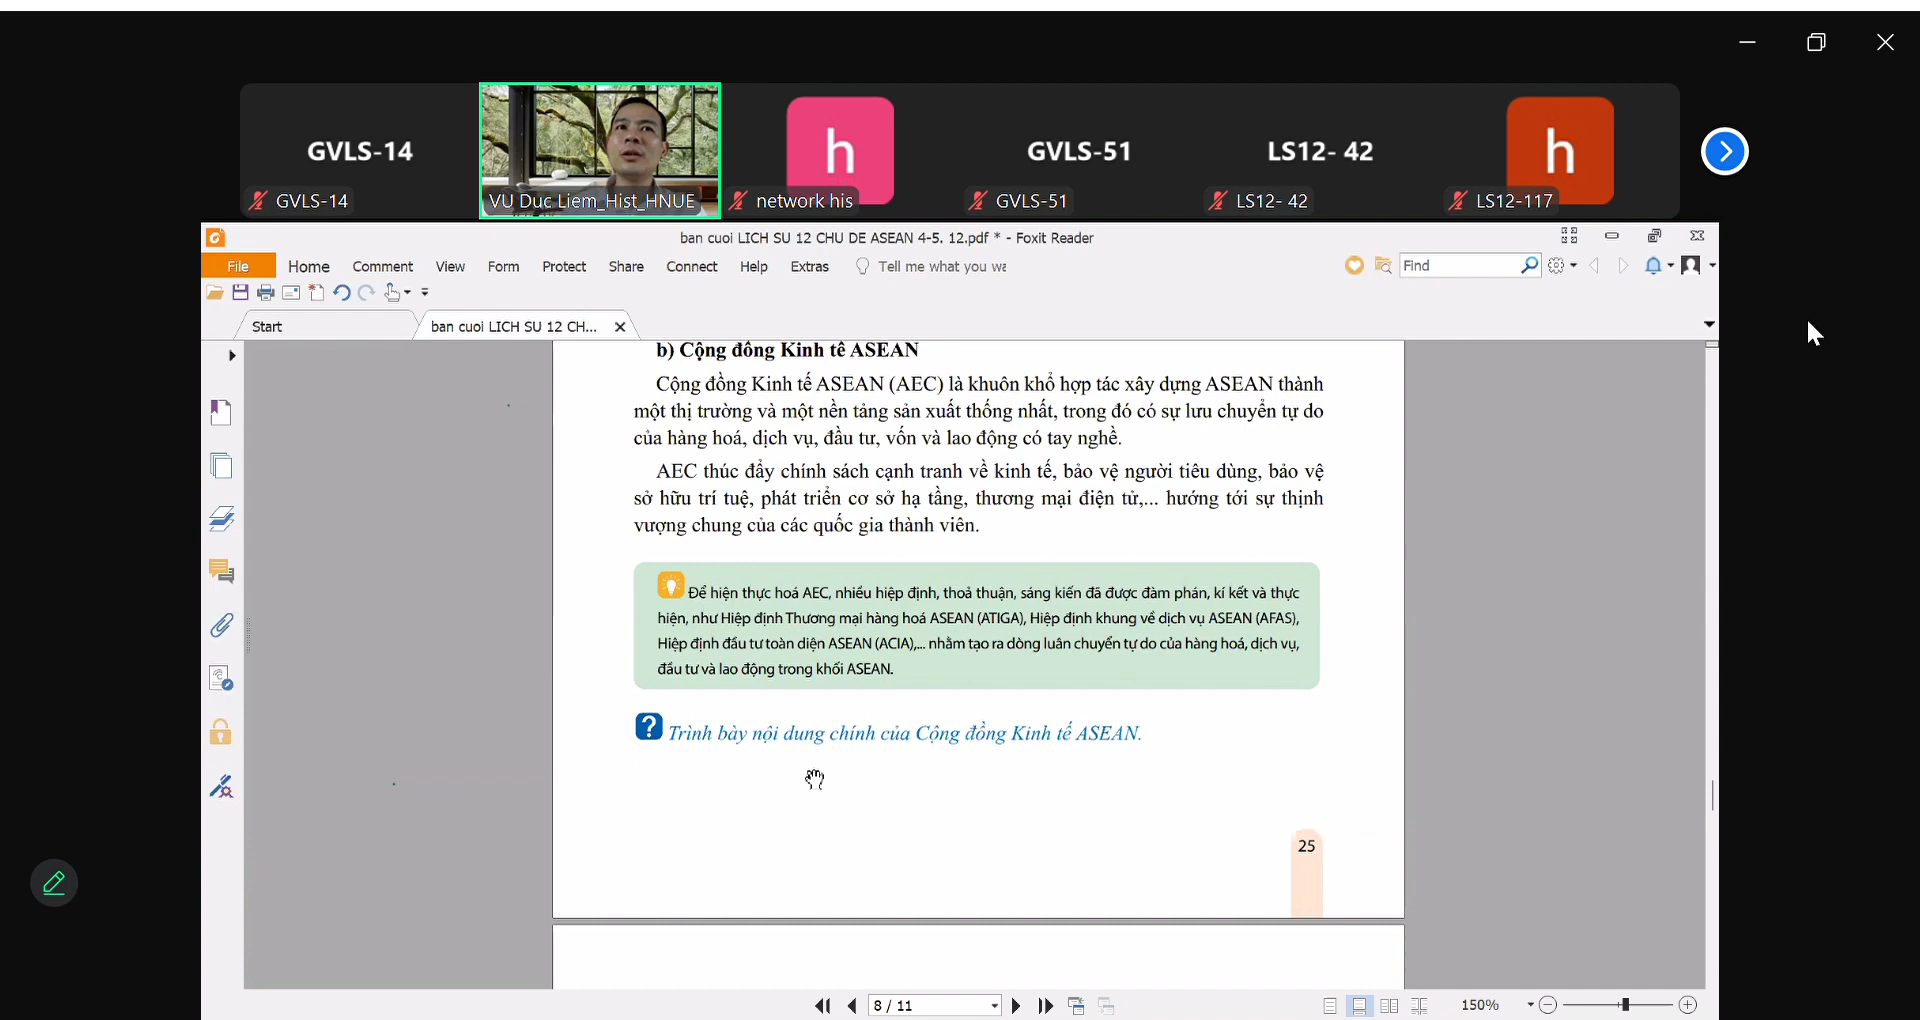 GVLS-14
h
GVLS-51
LS12- 42
h
GVLS-14
VU Duc Liem_Hist_HNUE
network his
GVLS-51
LS12- 42
LS12-117
ban cuoi LICH SU 12 CHU DE ASEAN 4-5. 12.pdf * - Foxit Reader
File Home Comment View Form Protect Share Connect Help Extras Tell me what you wa
Find
Start
ban cuoi LICH SU 12 CH...
b) Cộng đồng Kinh tế ASEAN
Cộng đồng Kinh tế ASEAN (AEC) là khuôn khổ hợp tác xây dựng ASEAN thành
một thị trường và một nền tảng sản xuất thống nhất, trong đó có sự lưu chuyển tự do
của hàng hoá, dịch vụ, đầu tư, vốn và lao động có tay nghề.
AEC thúc đẩy chính sách cạnh tranh về kinh tế, bảo vệ người tiêu dùng, bảo vệ
sở hữu trí tuệ, phát triển cơ sở hạ tầng, thương mại điện tử,... hướng tới sự thịnh
vượng chung của các quốc gia thành viên.
Để hiện thực hoá AEC, nhiều hiệp định, thoả thuận, sáng kiến đã được đàm phán, kí kết và thực
hiện, như Hiệp định Thương mại hàng hoá ASEAN (ATIGA), Hiệp định khung về dịch vụ ASEAN (AFAS),
Hiệp định đầu tư toàn diện ASEAN (ACIA),... nhằm tạo ra dòng luân chuyển tự do của hàng hoá, dịch vụ,
đầu tư và lao động trong khối ASEAN.
? Trình bày nội dung chính của Cộng đồng Kinh tế ASEAN.
25
8 / 11
150%